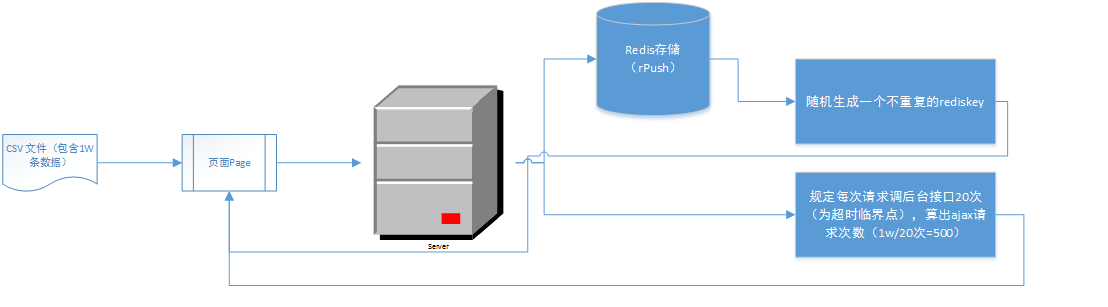 CSV 文件（包含1W
条数据）
页面Page
Server
Redis存储
（rPush）
随机生成一个不重复的rediskey
规定每次请求调后台接口20次
（为超时临界点），算出ajax请
求次数（1w/20次=500）